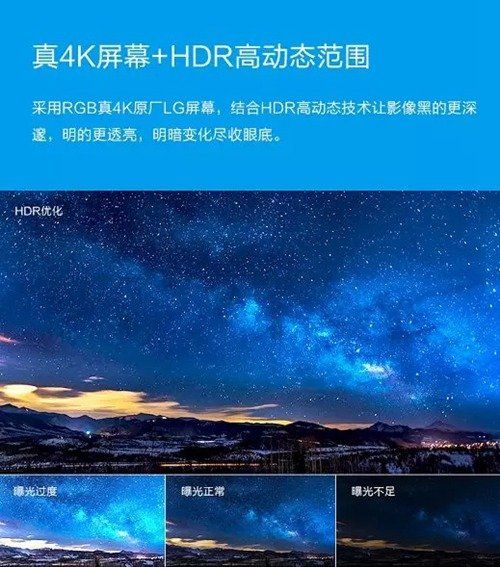 真4K屏幕+HDR高动态范围
采用RGB真4K原厂LG屏幕，结合HDR高动态技术让影像黑的更深
邃，明的更透亮，明暗变化尽收眼底。
HDR优化
曝光过度
曝光正常
曝光不足